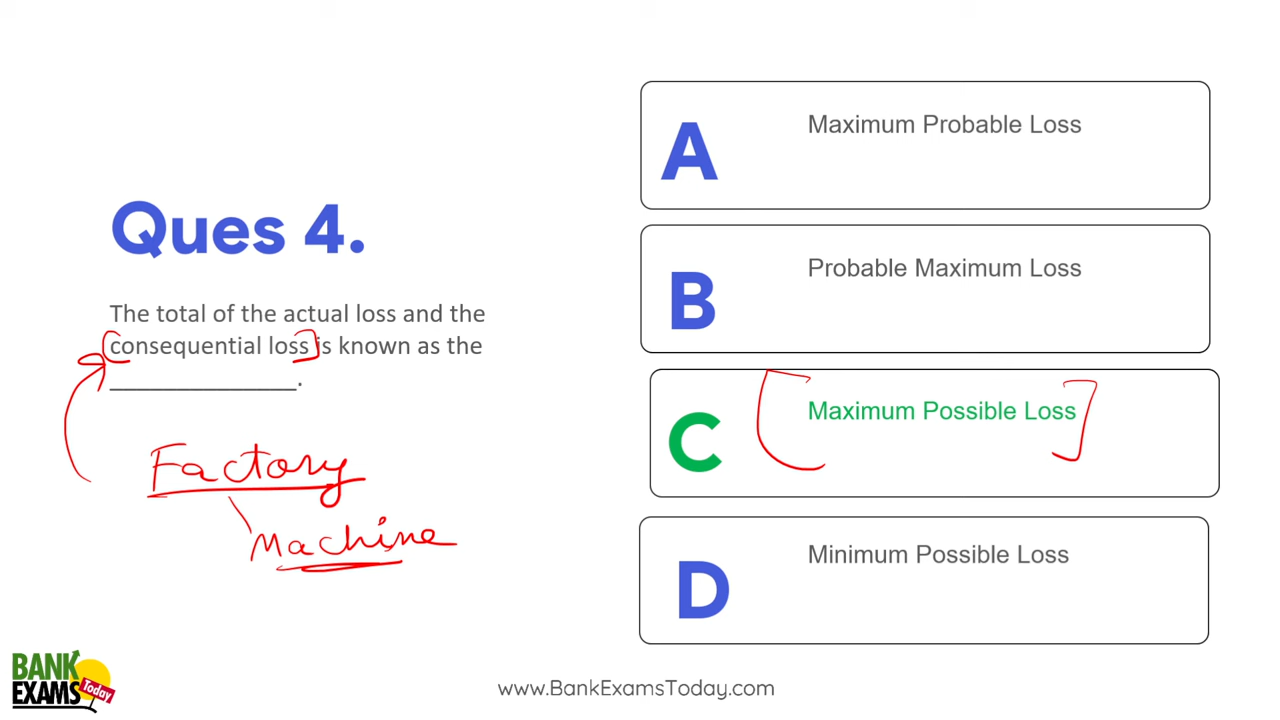 Ques 4.
The total of the actual loss and the
consequential loss is known as the
________________.
Factory
Machine
A
Maximum Probable Loss
B
Probable Maximum Loss
C
Maximum Possible Loss
D
Minimum Possible Loss
BANK
EXAMS
Today
www.BankExamsToday.com